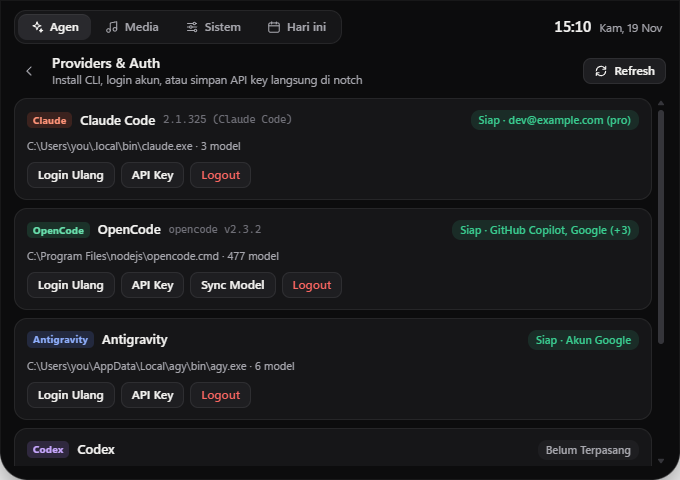 Agen Media Sistem Hari ini 15:10 Kam, 19 Nov
Providers & Auth
Install CLI, login akun, atau simpan API key langsung di notch
Refresh
Claude Claude Code 2.1.325 (Claude Code) Siap · dev@example.com (pro)
C:\Users\you\.local\bin\claude.exe · 3 model
Login Ulang API Key Logout
OpenCode OpenCode opencode v2.3.2 Siap · GitHub Copilot, Google (+3)
C:\Program Files\nodejs\opencode.cmd · 477 model
Login Ulang API Key Sync Model Logout
Antigravity Antigravity Siap · Akun Google
C:\Users\you\AppData\Local\agy\bin\agy.exe · 6 model
Login Ulang API Key Logout
Codex Codex Belum Terpasang